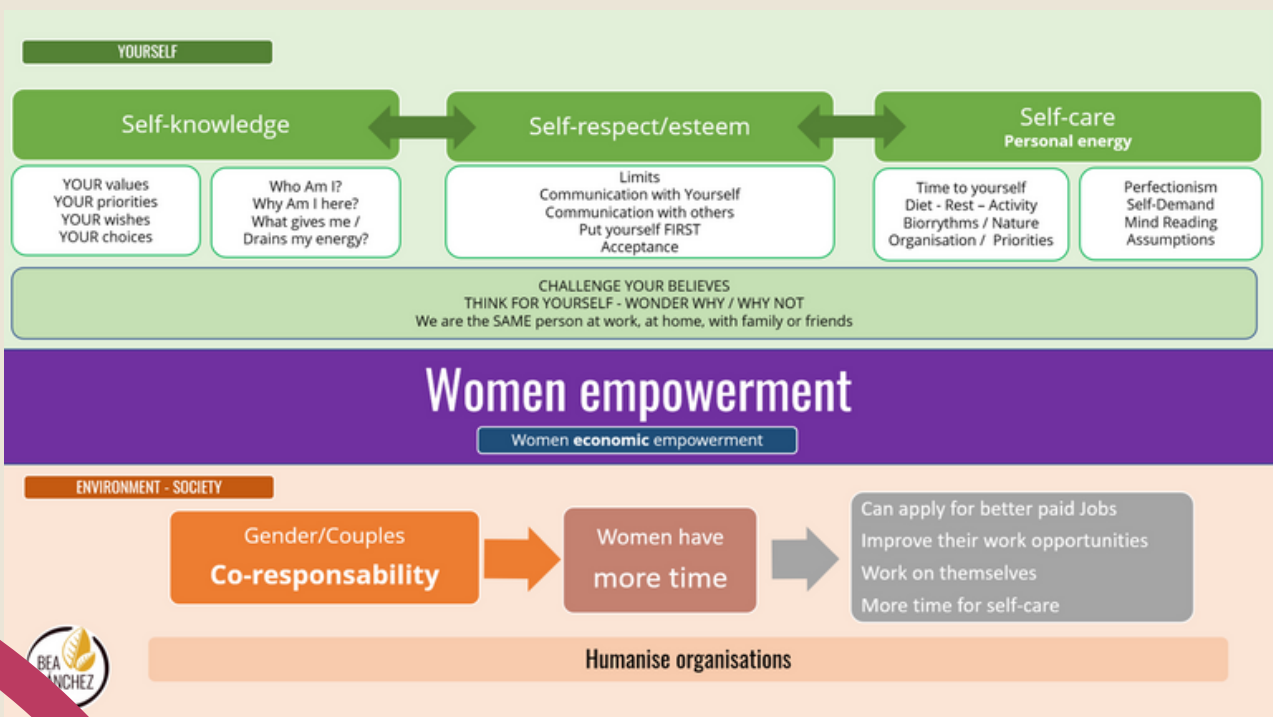 YOURSELF
Self-knowledge
Self-respect/esteem
Self-care
Personal energy
YOUR values
YOUR priorities
YOUR wishes
YOUR choices
Who Am I?
Why Am I here?
What gives me /
Drains my energy?
Limits
Communication with Yourself
Communication with others
Put yourself FIRST
Acceptance
Time to yourself
Diet - Rest – Activity
Biorrythms / Nature
Organisation / Priorities
Perfectionism
Self-Demand
Mind Reading
Assumptions
CHALLENGE YOUR BELIEVES
THINK FOR YOURSELF - WONDER WHY / WHY NOT
We are the SAME person at work, at home, with family or friends
Women empowerment
Women economic empowerment
ENVIRONMENT - SOCIETY
Gender/Couples
Co-responsability
Women have
more time
Can apply for better paid Jobs
Improve their work opportunities
Work on themselves
More time for self-care
Humanise organisations
BEA